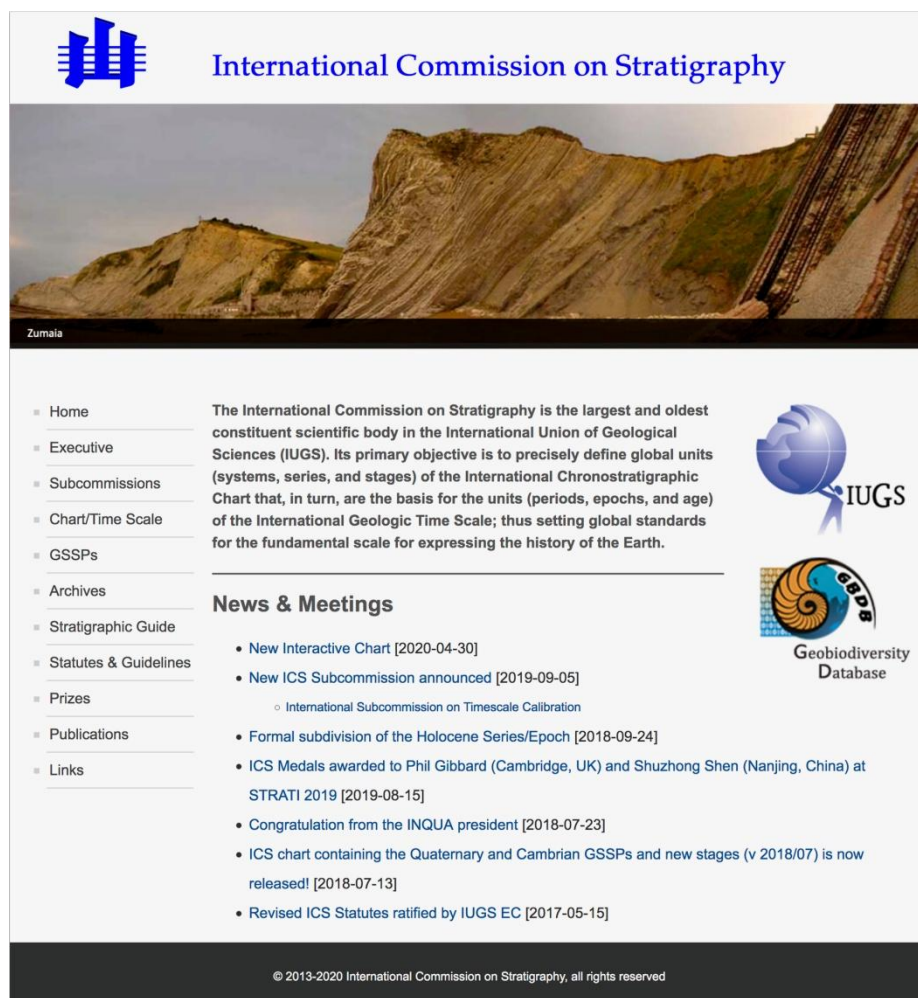 International Commission on Stratigraphy
Zumaia
Home
Executive
Subcommissions
Chart/Time Scale
GSSPs
Archives
Stratigraphic Guide
Statutes & Guidelines
Prizes
Publications
Links
The International Commission on Stratigraphy is the largest and oldest
constituent scientific body in the International Union of Geological
Sciences (IUGS). Its primary objective is to precisely define global units
(systems, series, and stages) of the International Chronostratigraphic
Chart that, in turn, are the basis for the units (periods, epochs, and age)
of the International Geologic Time Scale; thus setting global standards
for the fundamental scale for expressing the history of the Earth.
News & Meetings
New Interactive Chart [2020-04-30]
New ICS Subcommission announced [2019-09-05]
International Subcommission on Timescale Calibration
Formal subdivision of the Holocene Series/Epoch [2018-09-24]
ICS Medals awarded to Phil Gibbard (Cambridge, UK) and Shuzhong Shen (Nanjing, China) at
STRATI 2019 [2019-08-15]
Congratulation from the INQUA president [2018-07-23]
ICS chart containing the Quaternary and Cambrian GSSPs and new stages (v 2018/07) is now
released! [2018-07-13]
Revised ICS Statutes ratified by IUGS EC [2017-05-15]
IUGS
GBDB
Geobiodiversity
Database
© 2013-2020 International Commission on Stratigraphy, all rights reserved